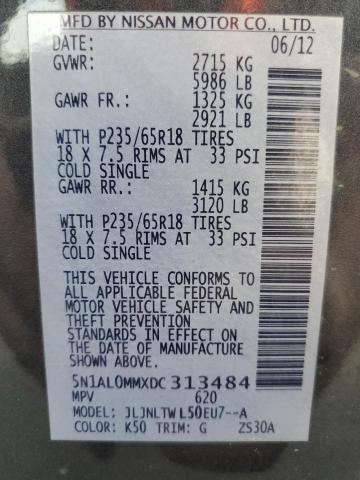 MFD BY NISSAN MOTOR CO., LTD.
DATE: 06/12
GVWR: 2715 KG
5986 LB
GAWR FR.: 1325 KG
2921 LB
WITH P235/65R18 TIRES
18 X 7.5 RIMS AT 33 PSI
COLD SINGLE
GAWR RR.: 1415 KG
3120 LB
WITH P235/65R18 TIRES
18 X 7.5 RIMS AT 33 PSI
COLD SINGLE
THIS VEHICLE CONFORMS TO
ALL APPLICABLE FEDERAL
MOTOR VEHICLE SAFETY AND
THEFT PREVENTION
STANDARDS IN EFFECT ON
THE DATE OF MANUFACTURE
SHOWN ABOVE.
5N1AL0MMXDC313484
MPV 620
MODEL: JLJNLTWL50EU7--A
COLOR: K50 TRIM: G ZS30A